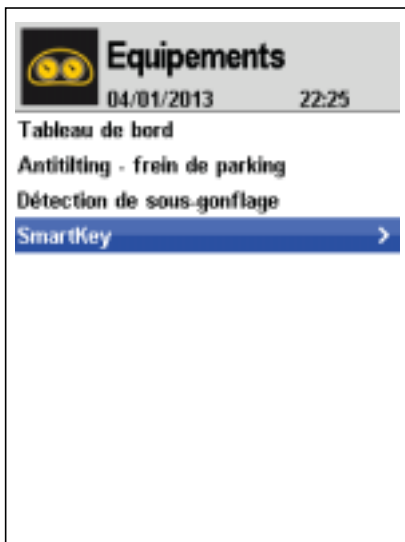 Equipements
04/01/2013 22:25
Tableau de bord
Antitilting - frein de parking
Détection de sous-gonflage
SmartKey >